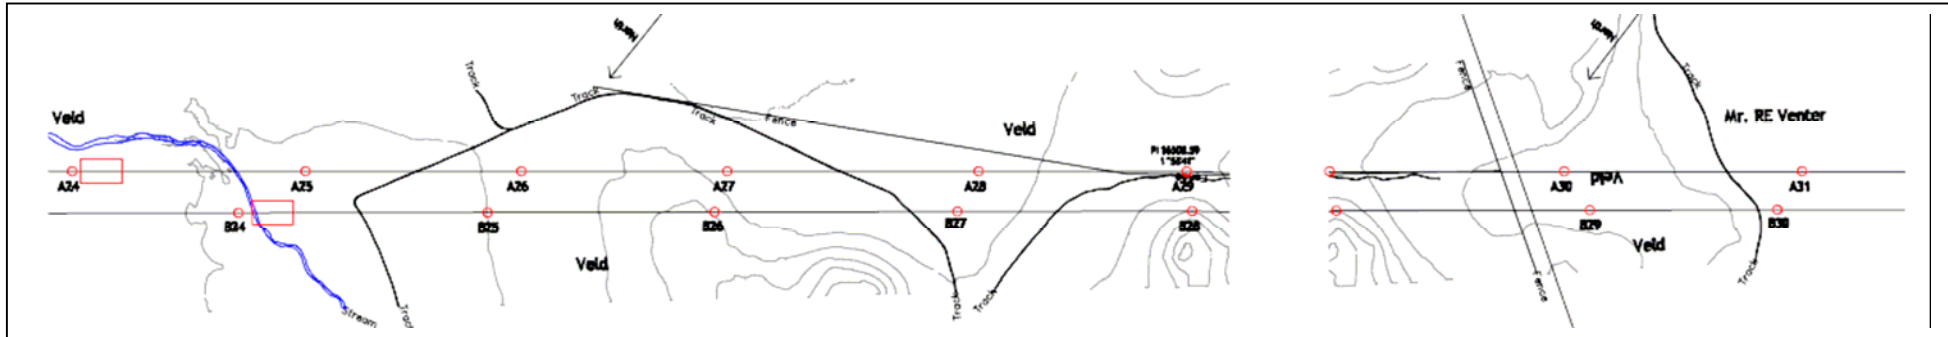 Veld
Track
Track
Track
Fence
Veld
Fence
Track
Mr. RE Venter
A24
A25
A26
A27
A28
A29
A30
Veld
A31
B24
B25
B26
B27
B28
B29
B30
Veld
Veld
Stream
Track
Track
Track
Fence
Track